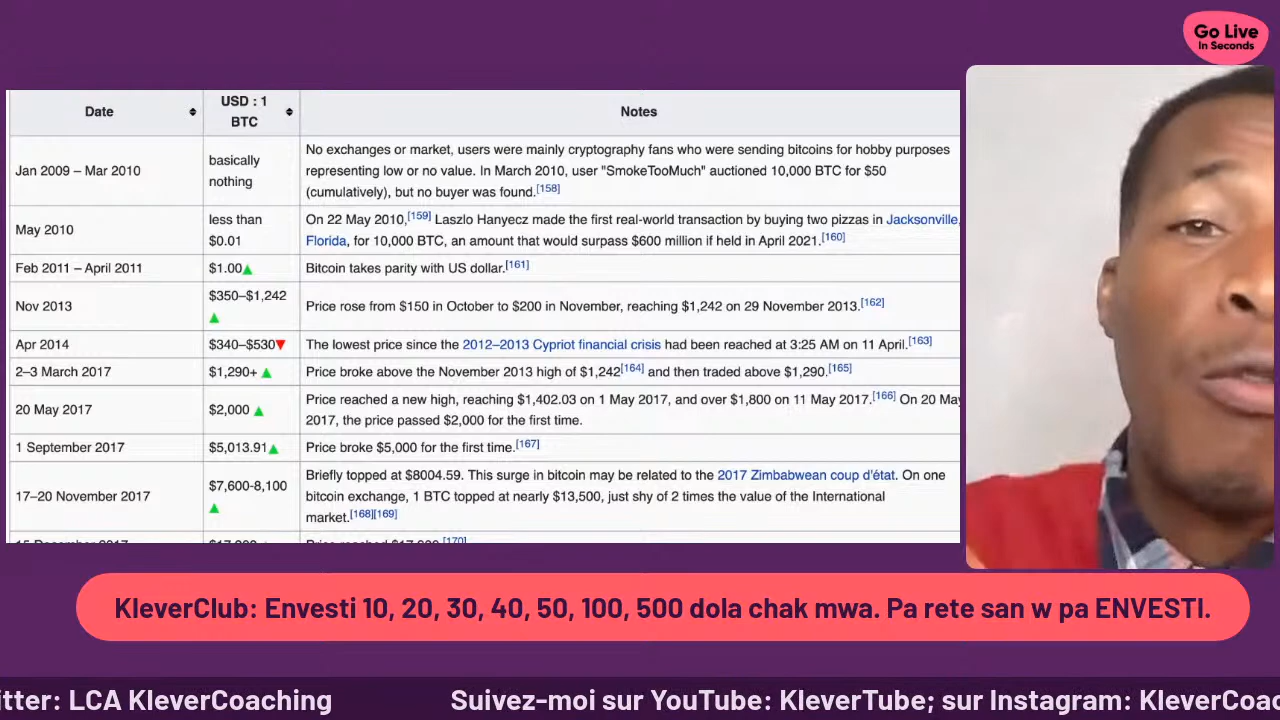 Go Live
In Seconds
Date
USD : 1
BTC
Notes
Jan 2009 – Mar 2010
basically
nothing
No exchanges or market, users were mainly cryptography fans who were sending bitcoins for hobby purposes
representing low or no value. In March 2010, user "SmokeTooMuch" auctioned 10,000 BTC for $50
(cumulatively), but no buyer was found.[158]
May 2010
less than
$0.01
On 22 May 2010,[159] Laszlo Hanyecz made the first real-world transaction by buying two pizzas in Jacksonville,
Florida, for 10,000 BTC, an amount that would surpass $600 million if held in April 2021.[160]
Feb 2011 – April 2011
$1.00▲
Bitcoin takes parity with US dollar.[161]
Nov 2013
$350–$1,242
▲
Price rose from $150 in October to $200 in November, reaching $1,242 on 29 November 2013.[162]
Apr 2014
$340–$530▼
The lowest price since the 2012–2013 Cypriot financial crisis had been reached at 3:25 AM on 11 April.[163]
2–3 March 2017
$1,290+ ▲
Price broke above the November 2013 high of $1,242[164] and then traded above $1,290.[165]
20 May 2017
$2,000 ▲
Price reached a new high, reaching $1,402.03 on 1 May 2017, and over $1,800 on 11 May 2017.[166] On 20 May
2017, the price passed $2,000 for the first time.
1 September 2017
$5,013.91▲
Price broke $5,000 for the first time.[167]
17–20 November 2017
$7,600-8,100
▲
Briefly topped at $8004.59. This surge in bitcoin may be related to the 2017 Zimbabwean coup d'état. On one
bitcoin exchange, 1 BTC topped at nearly $13,500, just shy of 2 times the value of the International
market.[168][169]
KleverClub: Envesti 10, 20, 30, 40, 50, 100, 500 dola chak mwa. Pa rete san w pa ENVESTI.
itter: LCA KleverCoaching
Suivez-moi sur YouTube: KleverTube; sur Instagram: KleverCoac